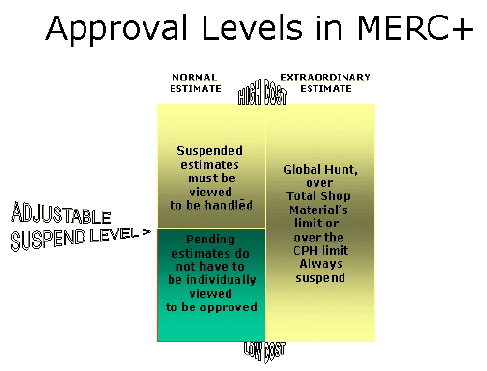 Approval Levels in MERC+
NORMAL
ESTIMATE
EXTRAORDINARY
ESTIMATE
HIGH COST
Suspended
estimates
must be
viewed
to be handled
Global Hunt,
over
Total Shop
Material's
limit or
over the
CPH limit
Always
suspend
ADJUSTABLE
SUSPEND LEVEL >
Pending
estimates do
not have to
be individually
viewed
to be approved
LOW COST